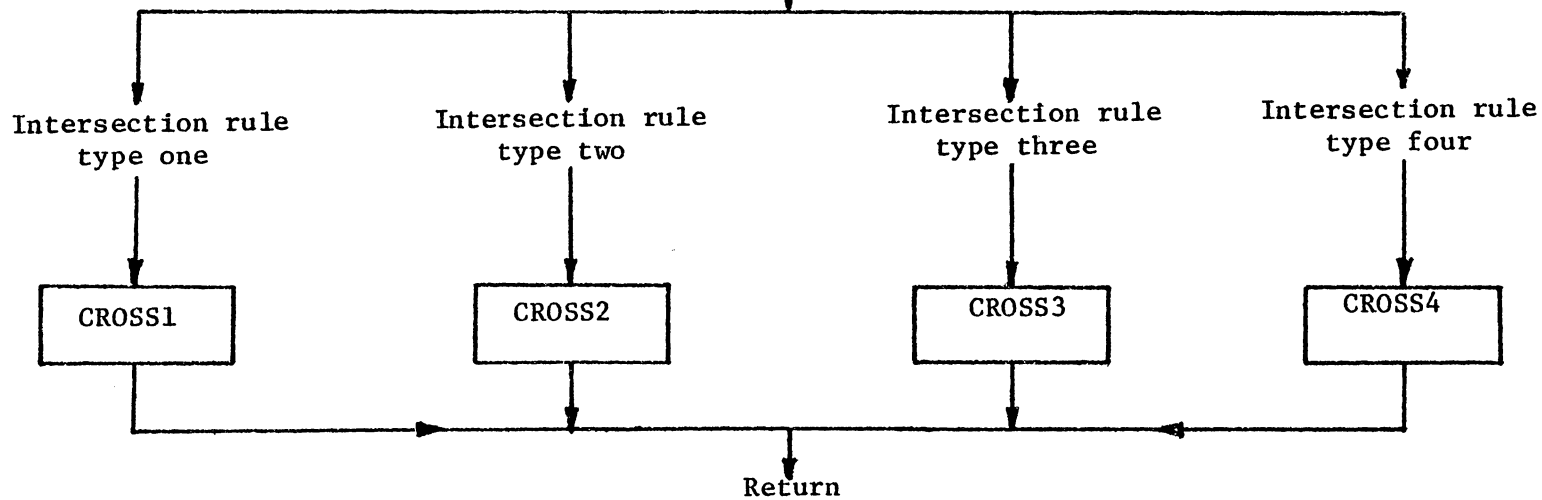 Intersection rule
type one
Intersection rule
type two
Intersection rule
type three
Intersection rule
type four
CROSS1
CROSS2
CROSS3
CROSS4
Return